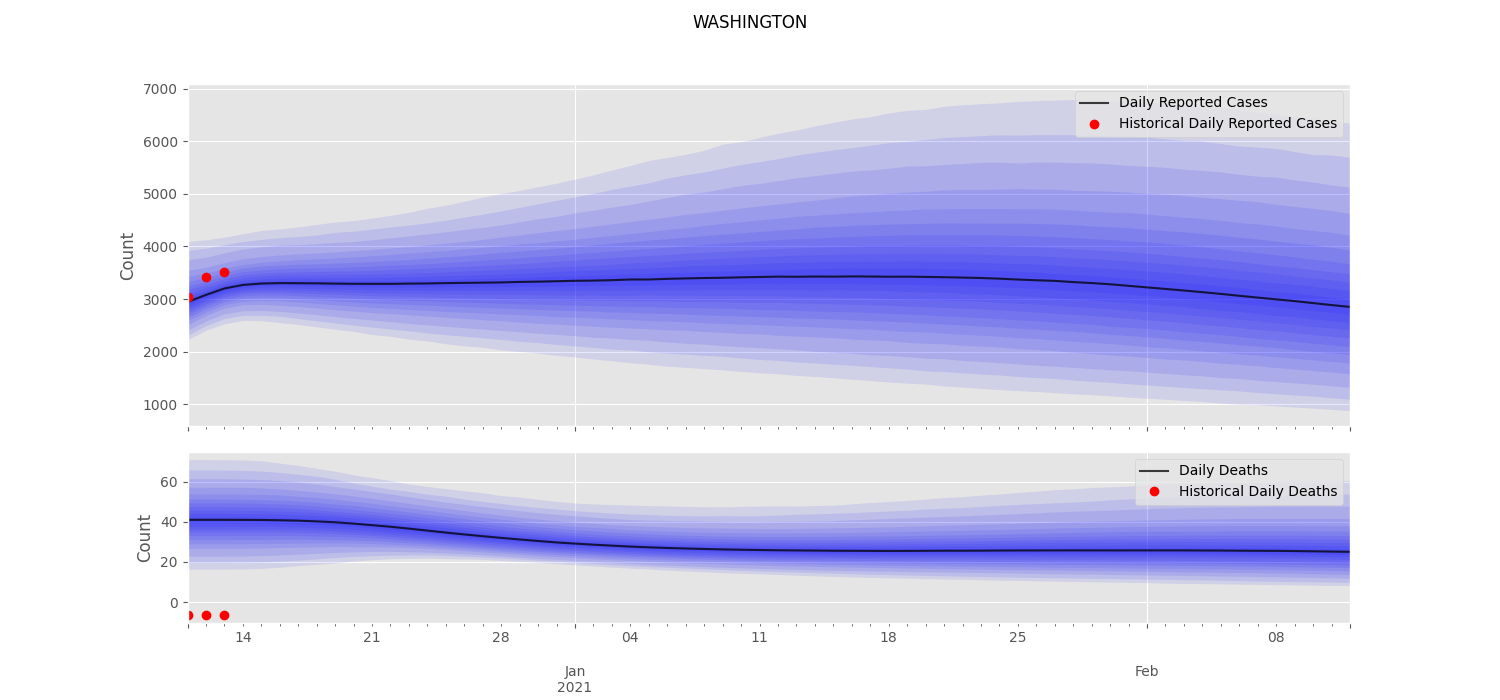 WASHINGTON
7000
6000
5000
4000
3000
2000
1000
Count
Daily Reported Cases
Historical Daily Reported Cases
60
40
20
0
Count
Daily Deaths
Historical Daily Deaths
14 21 28 04 11 18 25 08
Jan Feb
2021